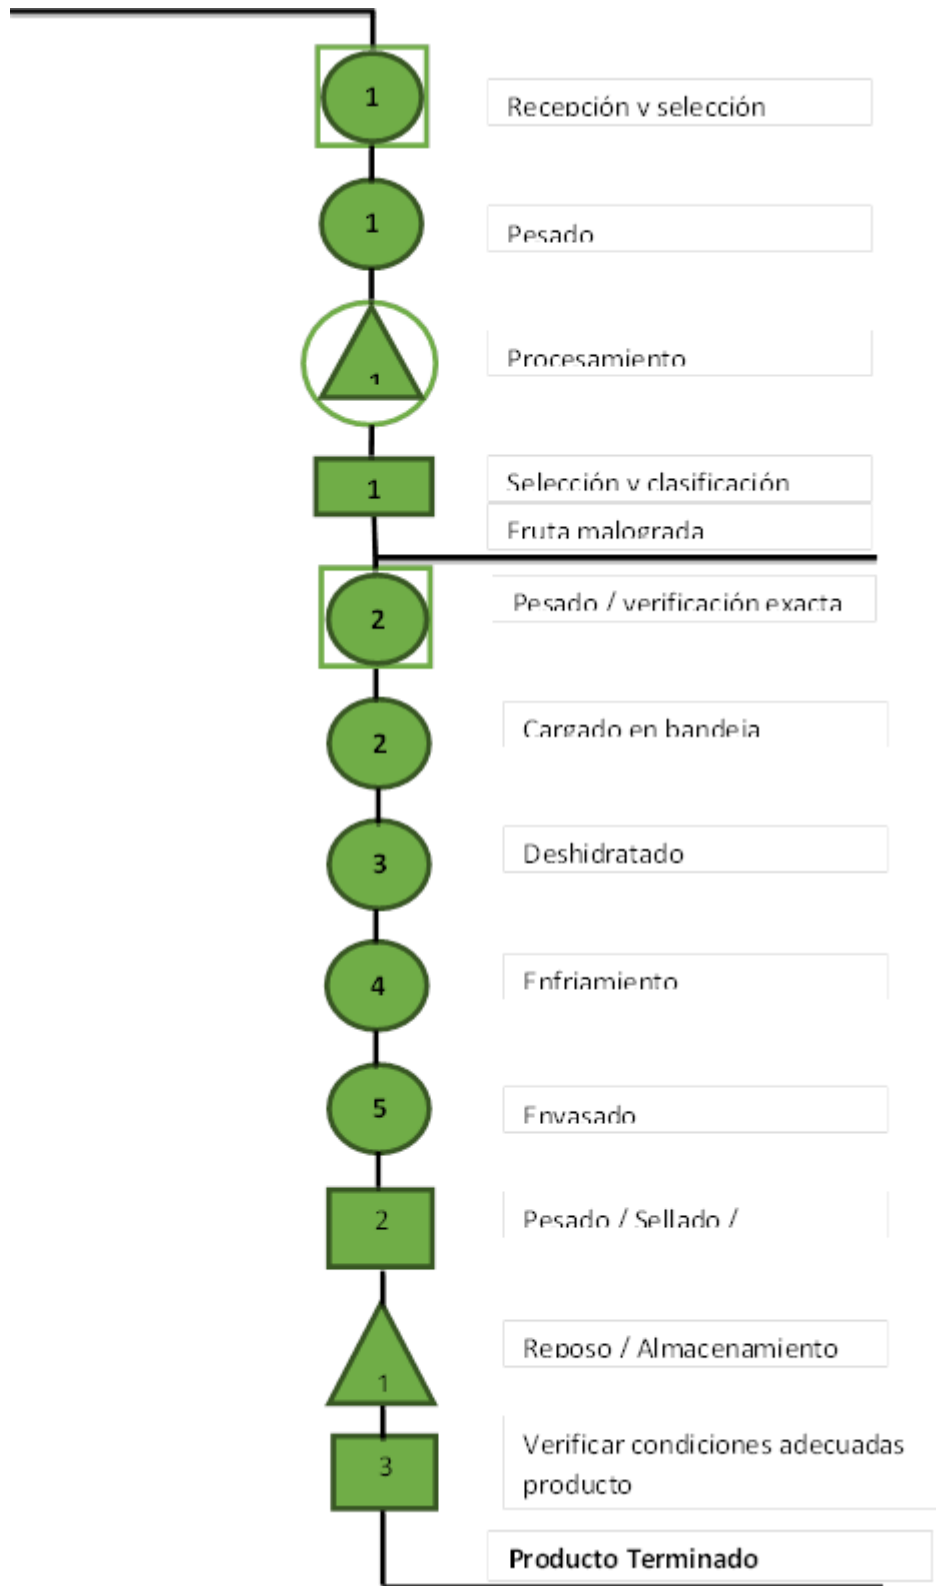 1
Recepción y selección
1
Pesado
1
Procesamiento
1
Selección y clasificación
Fruta malograda
2
Pesado / verificación exacta
2
Cargado en bandeja
3
Deshidratado
4
Enfriamiento
5
Envasado
2
Pesado / Sellado /
1
Reposo / Almacenamiento
3
Verificar condiciones adecuadas
producto
Producto Terminado